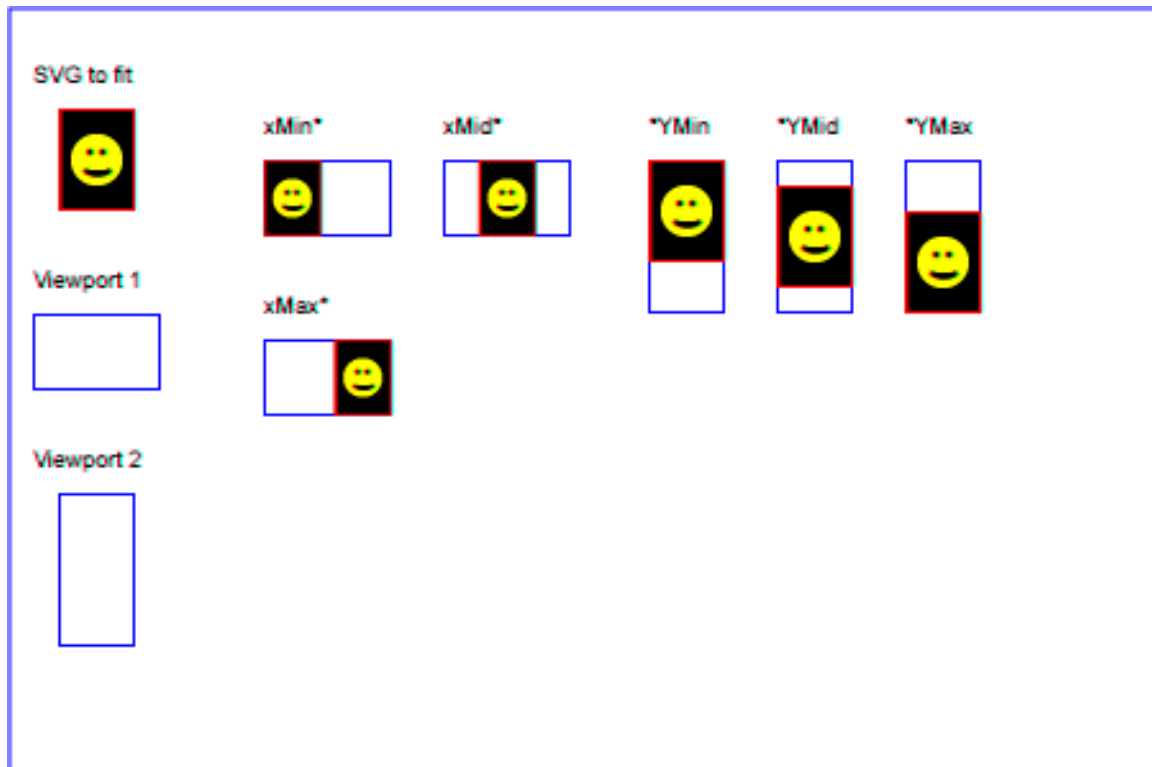 SVG to fit
Viewport 1
Viewport 2
xMin*
xMid*
xMax*
*YMin
*YMid
*YMax